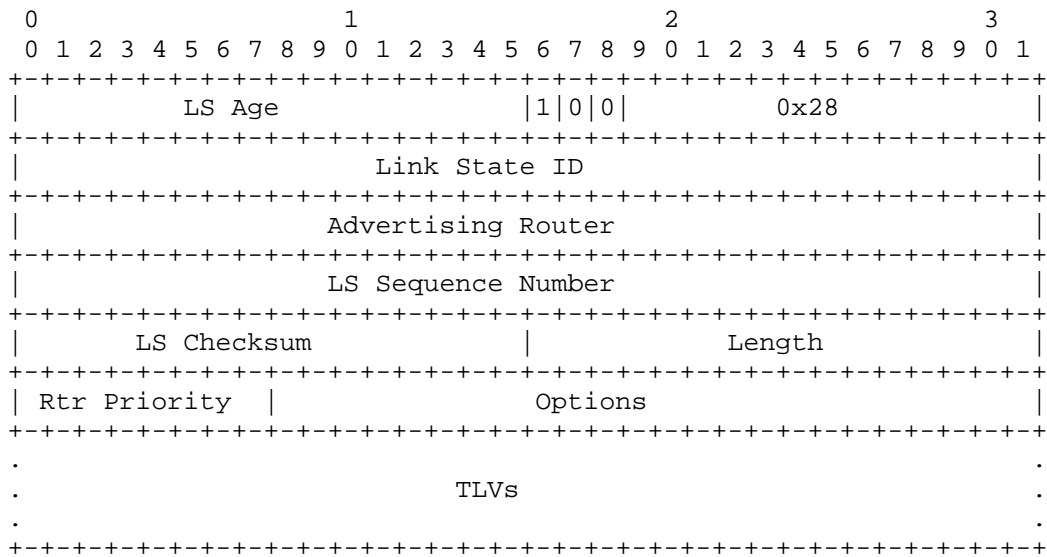 0                   1                   2                   3
 0 1 2 3 4 5 6 7 8 9 0 1 2 3 4 5 6 7 8 9 0 1 2 3 4 5 6 7 8 9 0 1
+-+-+-+-+-+-+-+-+-+-+-+-+-+-+-+-+-+-+-+-+-+-+-+-+-+-+-+-+-+-+-+-+
|          LS Age               |1|0|0|         0x28            |
+-+-+-+-+-+-+-+-+-+-+-+-+-+-+-+-+-+-+-+-+-+-+-+-+-+-+-+-+-+-+-+-+
|                      Link State ID                            |
+-+-+-+-+-+-+-+-+-+-+-+-+-+-+-+-+-+-+-+-+-+-+-+-+-+-+-+-+-+-+-+-+
|                   Advertising Router                          |
+-+-+-+-+-+-+-+-+-+-+-+-+-+-+-+-+-+-+-+-+-+-+-+-+-+-+-+-+-+-+-+-+
|                   LS Sequence Number                          |
+-+-+-+-+-+-+-+-+-+-+-+-+-+-+-+-+-+-+-+-+-+-+-+-+-+-+-+-+-+-+-+-+
|       LS Checksum             |            Length             |
+-+-+-+-+-+-+-+-+-+-+-+-+-+-+-+-+-+-+-+-+-+-+-+-+-+-+-+-+-+-+-+-+
| Rtr Priority  |                Options                        |
+-+-+-+-+-+-+-+-+-+-+-+-+-+-+-+-+-+-+-+-+-+-+-+-+-+-+-+-+-+-+-+-+
.                                                               .
.                           TLVs                                .
.                                                               .
+-+-+-+-+-+-+-+-+-+-+-+-+-+-+-+-+-+-+-+-+-+-+-+-+-+-+-+-+-+-+-+-+